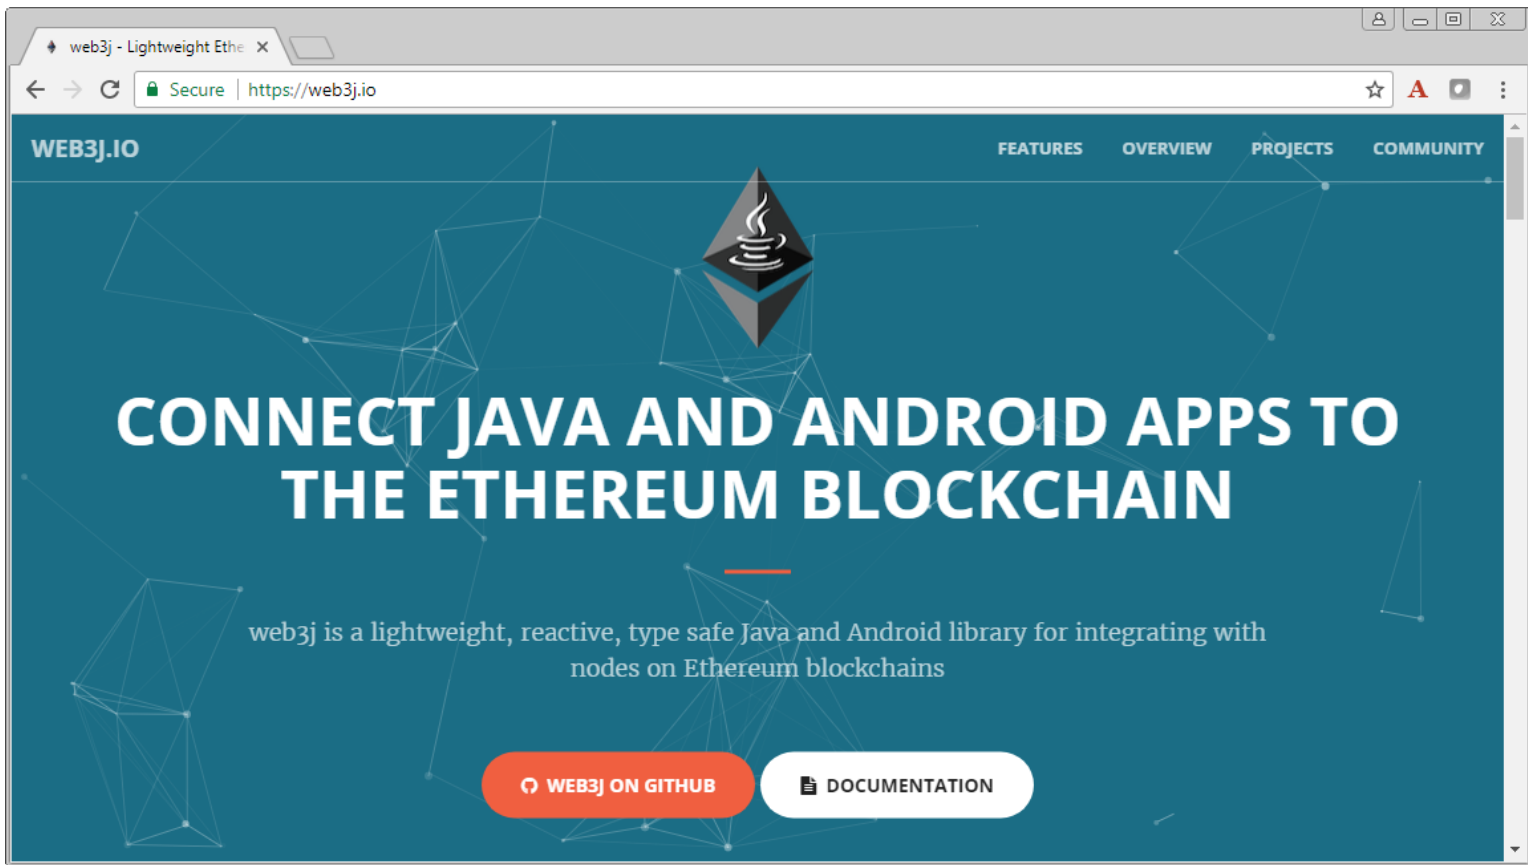 web3j - Lightweight Ethe
Secure https://web3j.io
A
WEB3J.IO FEATURES OVERVIEW PROJECTS COMMUNITY
CONNECT JAVA AND ANDROID APPS TO
THE ETHEREUM BLOCKCHAIN
web3j is a lightweight, reactive, type safe Java and Android library for integrating with
nodes on Ethereum blockchains
WEB3J ON GITHUB DOCUMENTATION